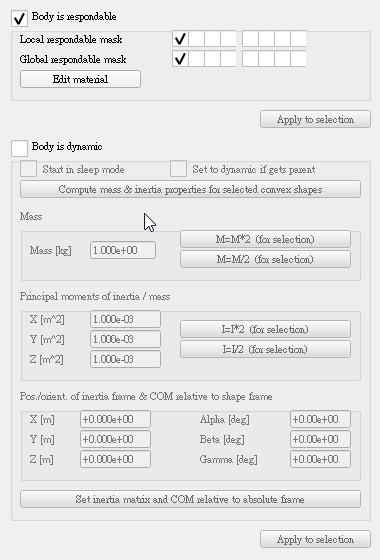 Body is respondable
Local respondable mask
Global respondable mask
Edit material
Apply to selection
Body is dynamic
Start in sleep mode Set to dynamic if gets parent
Compute mass & inertia properties for selected convex shapes
Mass
Mass [kg] 1.000e+00 M=M*2 (for selection)
M=M/2 (for selection)
Principal moments of inertia / mass
X [m^2] 1.000e-03 I=I*2 (for selection)
Y [m^2] 1.000e-03 I=I/2 (for selection)
Z [m^2] 1.000e-03
Pos./orient. of inertia frame & COM relative to shape frame
X [m] +0.000e+00 Alpha [deg] +0.00e+00
Y [m] +0.000e+00 Beta [deg] +0.00e+00
Z [m] +0.000e+00 Gamma [deg] +0.00e+00
Set inertia matrix and COM relative to absolute frame
Apply to selection